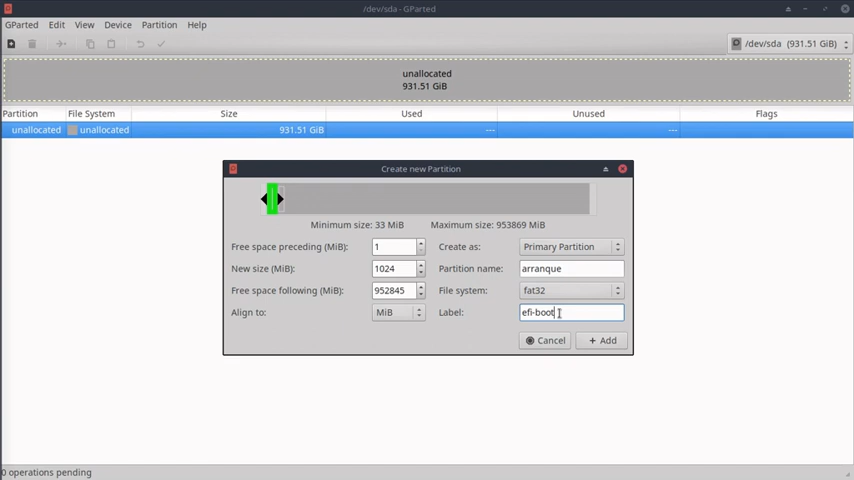 /dev/sda - GParted
GParted Edit View Device Partition Help
/dev/sda (931.51 GiB)
unallocated
931.51 GiB
Partition File System Size Used Unused Flags
unallocated unallocated 931.51 GiB --- ---
Create new Partition
Minimum size: 33 MiB Maximum size: 953869 MiB
Free space preceding (MiB): 1 Create as: Primary Partition
New size (MiB): 1024 Partition name: arranque
Free space following (MiB): 952845 File system: fat32
Align to: MiB Label: efi-boot
Cancel Add
0 operations pending